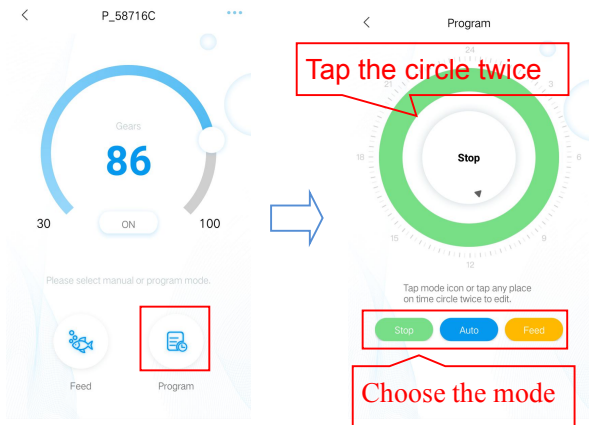 P_58716C
Gears
86
30
ON
100
Please select manual or program mode.
Feed
Program
Program
24
Tap the circle twice
21
3
18
Stop
6
15
9
12
Tap mode icon or tap any place
on time circle twice to edit.
Stop
Auto
Feed
Choose the mode